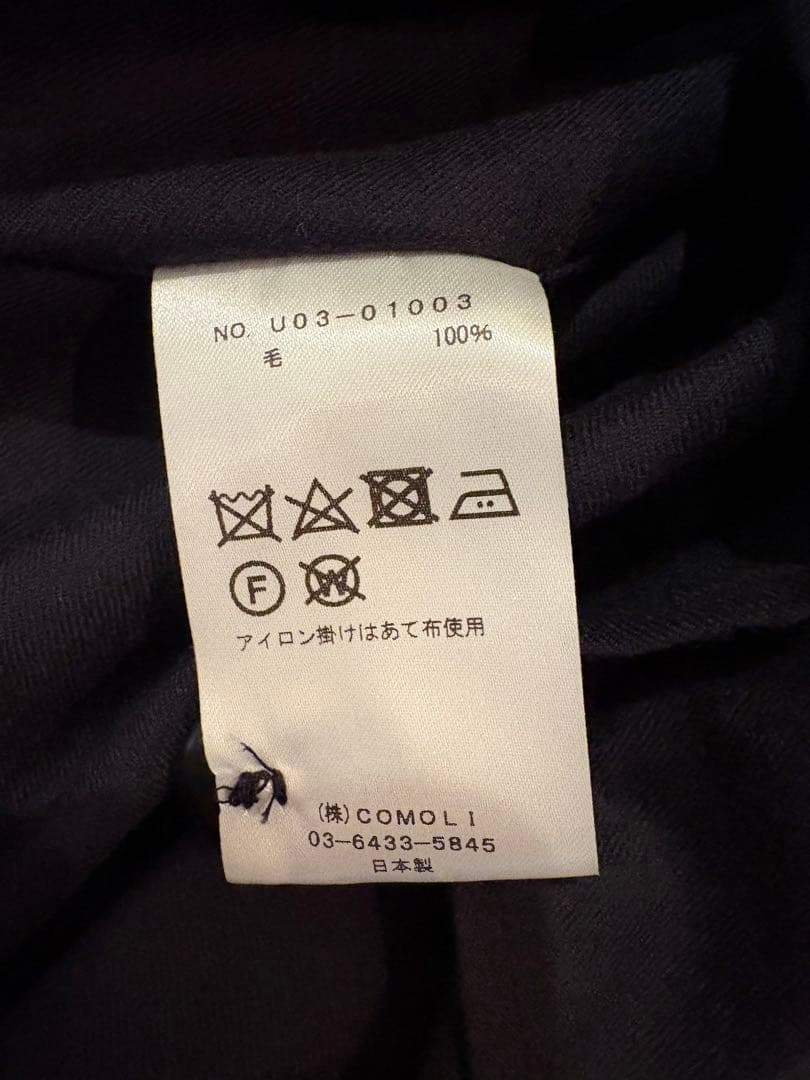 NO. U03-01003
毛 100%
F W
アイロン掛けはあて布使用
(株)COMOLI
03-6433-5845
日本製